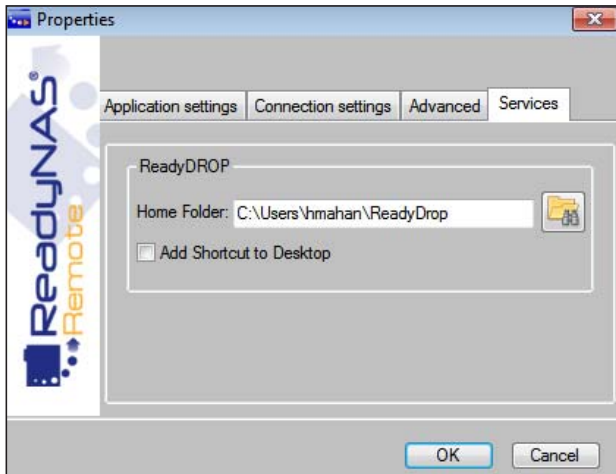 Properties
ReadyNAS®
Remote
Application settings Connection settings Advanced Services
ReadyDROP
Home Folder: C:\Users\hmahan\ReadyDrop
Add Shortcut to Desktop
OK Cancel